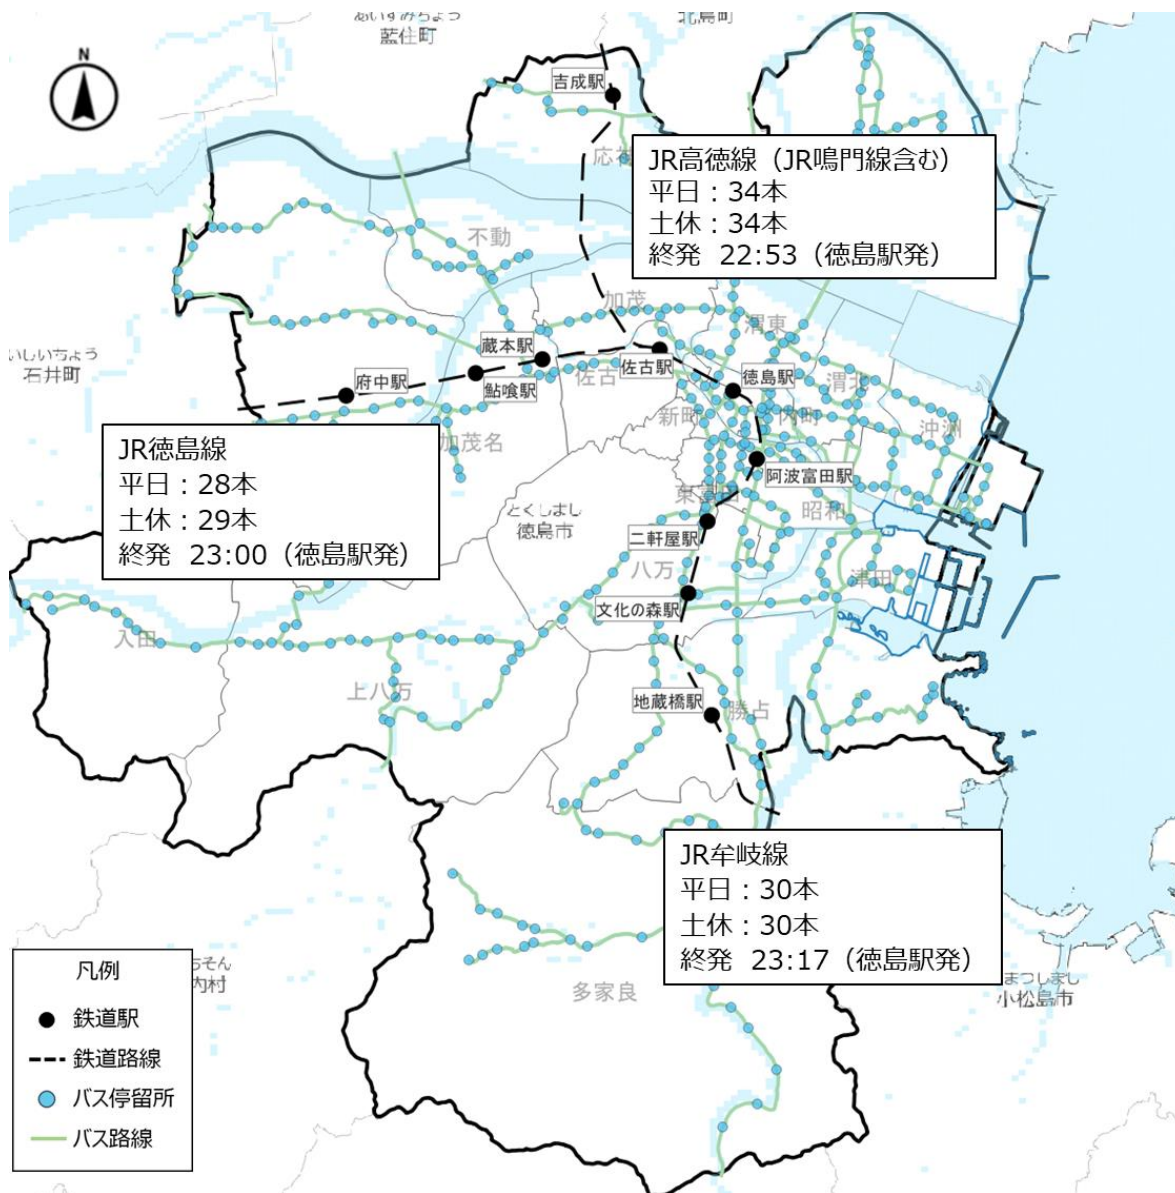 あいずみちょう
藍住町
北島町
N
吉成駅
応神
JR高徳線（JR鳴門線含む）
平日：34本
土休：34本
終発 22:53（徳島駅発）
不動
加茂
渭東
いしいちょう
石井町
蔵本駅
府中駅
鮎喰駅
佐古
佐古駅
徳島駅
渭北
新町
内町
沖洲
加茂名
JR徳島線
平日：28本
土休：29本
終発 23:00（徳島駅発）
阿波富田駅
東富田
昭和
とくしまし
徳島市
二軒屋駅
八万
津田
文化の森駅
入田
上八万
地蔵橋駅
勝占
JR牟岐線
平日：30本
土休：30本
終発 23:17（徳島駅発）
多家良
まつしまし
小松島市
ちそん
内村
凡例
鉄道駅
鉄道路線
バス停留所
バス路線